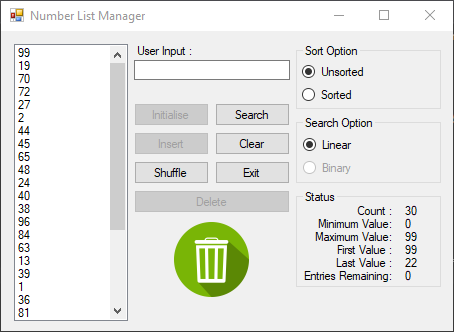 Number List Manager
99
19
70
72
27
2
44
45
65
48
24
40
38
96
84
63
13
39
1
36
81
User Input :
Initialise
Search
Insert
Clear
Shuffle
Exit
Delete
Sort Option
Unsorted
Sorted
Search Option
Linear
Binary
Status
Count : 30
Minimum Value: 0
Maximum Value: 99
First Value : 99
Last Value : 22
Entries Remaining: 0